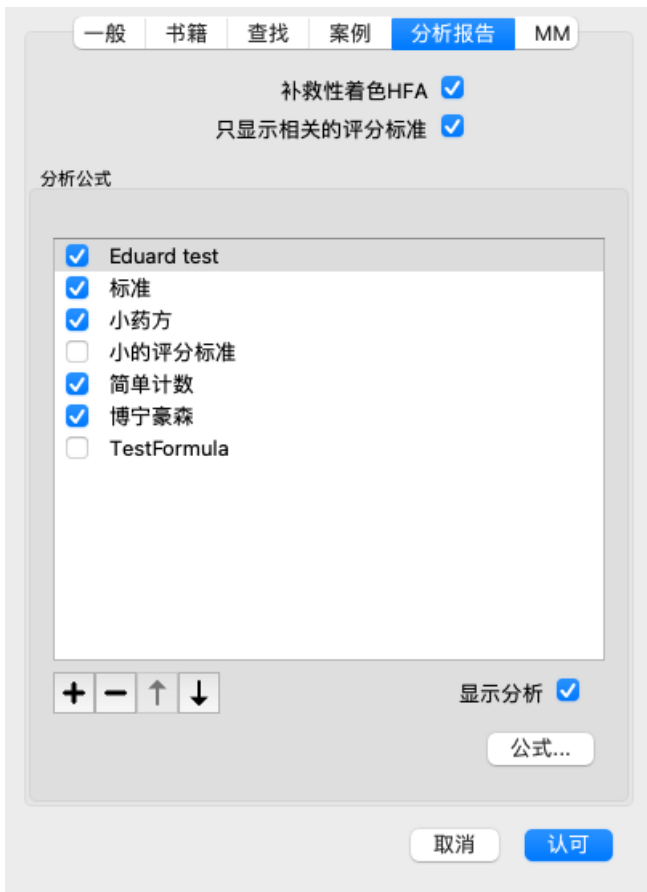 一般 书籍 查找 案例 分析报告 MM
补救性着色HFA
只显示相关的评分标准
分析公式
Eduard test
标准
小药方
小的评分标准
简单计数
博宁豪森
TestFormula
显示分析
公式...
取消 认可